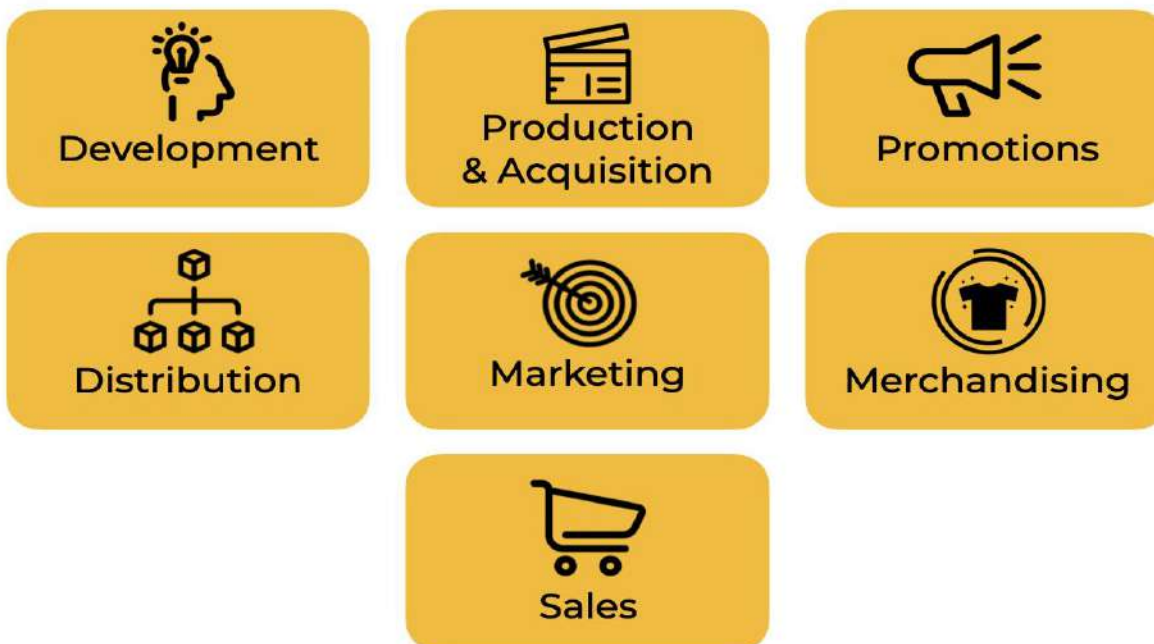 Development
Production
& Acquisition
Promotions
Distribution
Marketing
Merchandising
Sales